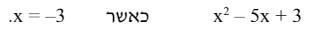 x² – 5x + 3 כאשר x = –3.